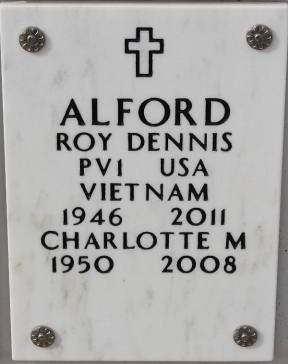 ALFORD
ROY DENNIS
PV1 USA
VIETNAM
1946 2011
CHARLOTTE M
1950 2008